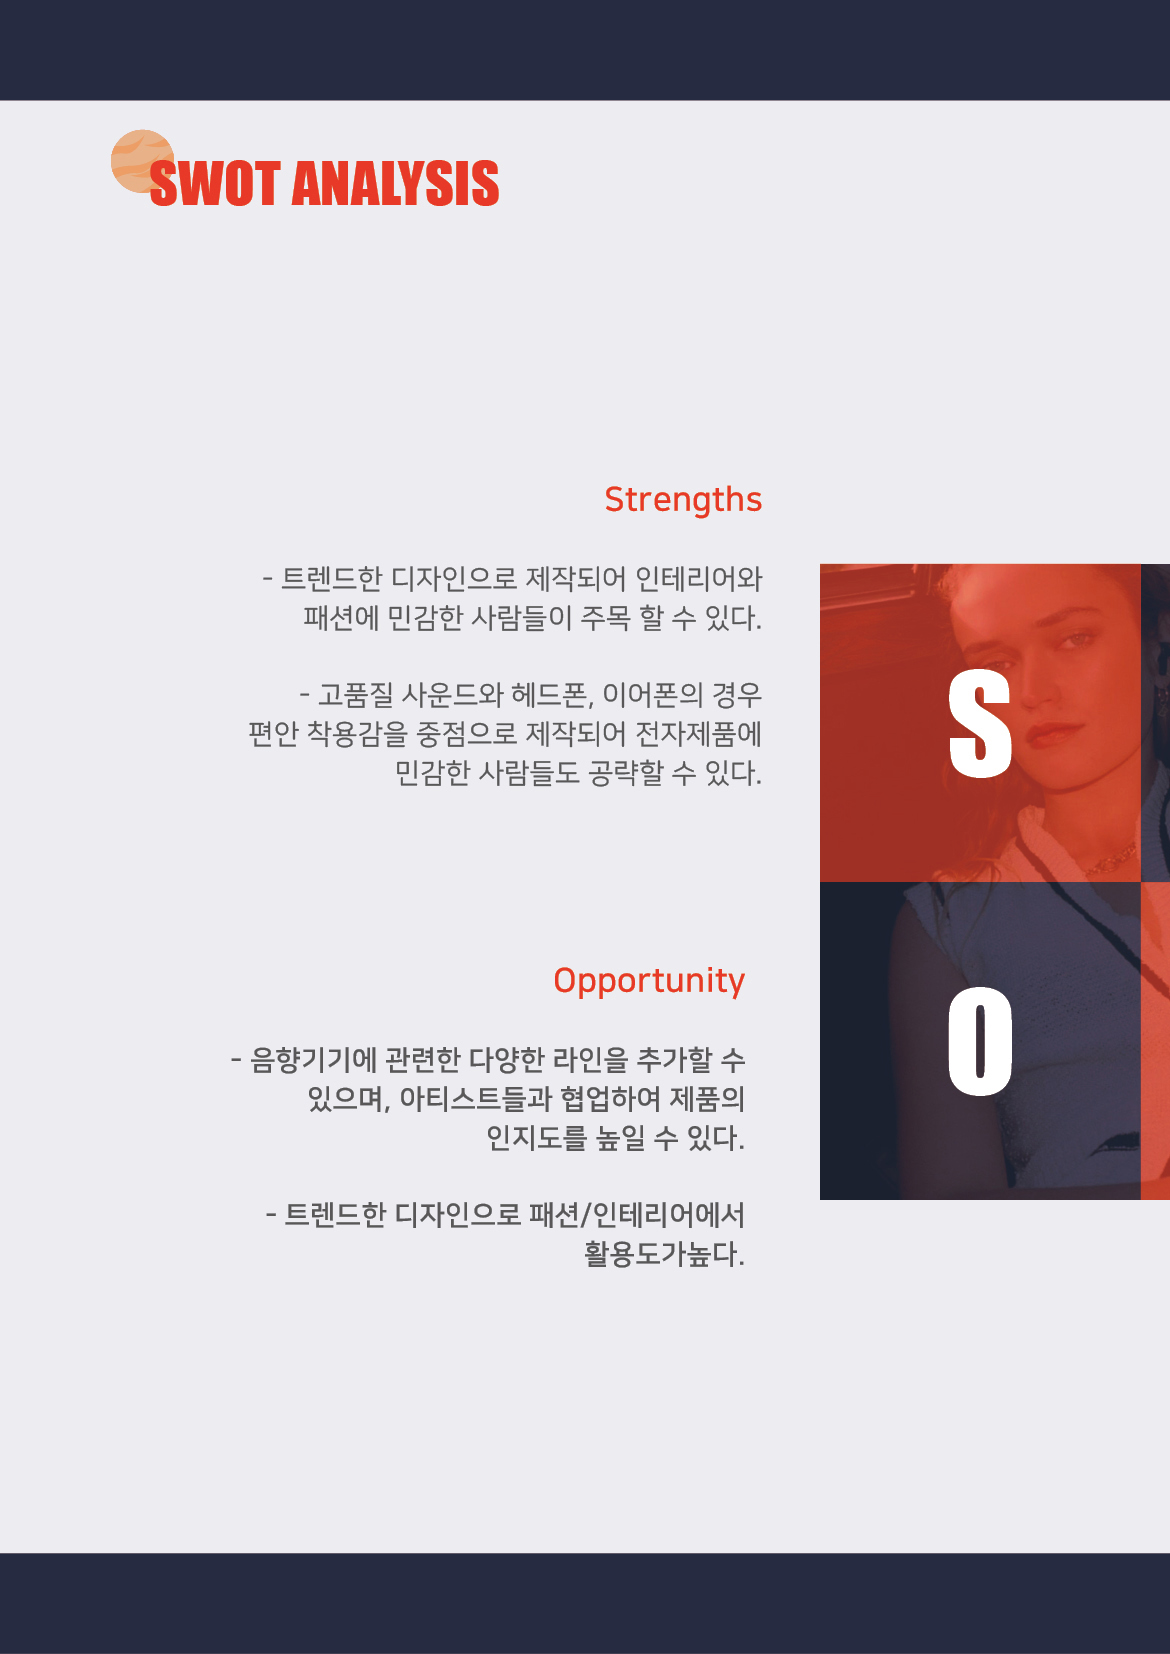 SWOT ANALYSIS
Strengths
- 트렌드한 디자인으로 제작되어 인테리어와
패션에 민감한 사람들이 주목 할 수 있다.
- 고품질 사운드와 헤드폰, 이어폰의 경우
편안 착용감을 중점으로 제작되어 전자제품에
민감한 사람들도 공략할 수 있다.
S
Opportunity
- 음향기기에 관련한 다양한 라인을 추가할 수
있으며, 아티스트들과 협업하여 제품의
인지도를 높일 수 있다.
- 트렌드한 디자인으로 패션/인테리어에서
활용도가높다.
O